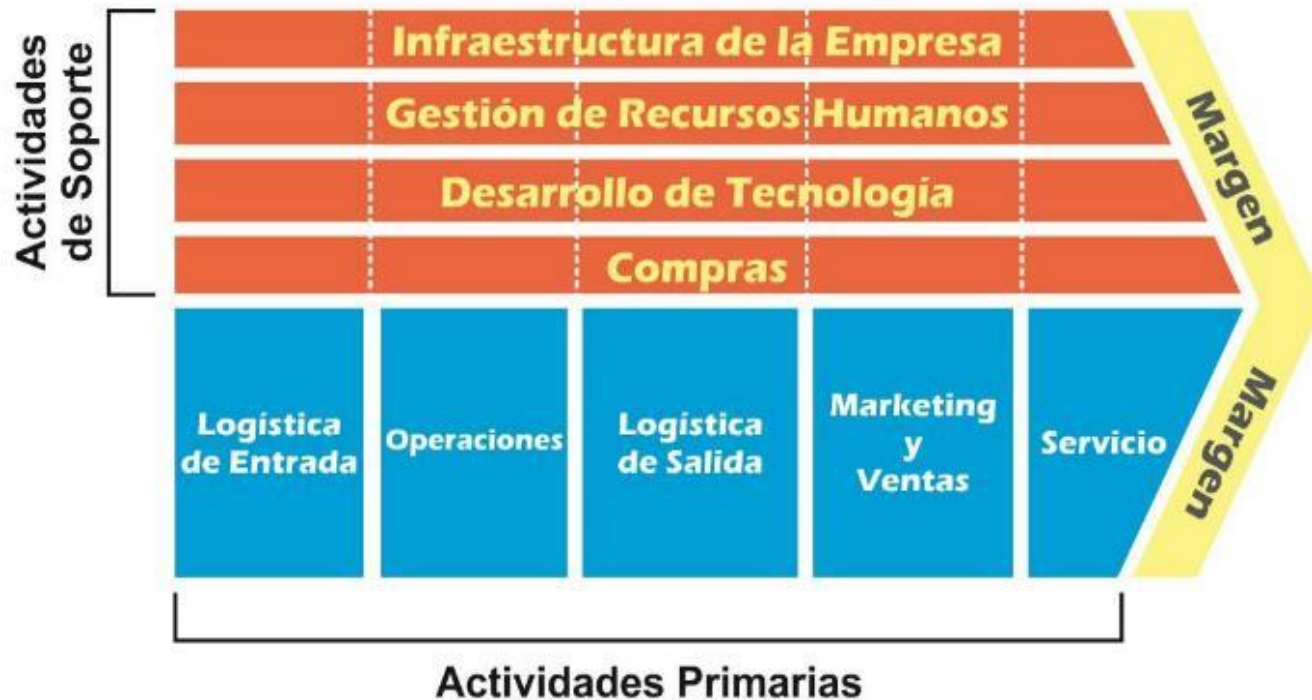 Actividades
de Soporte
Infraestructura de la Empresa
Gestión de Recursos Humanos
Desarrollo de Tecnología
Compras
Margen
Logística
de Entrada
Operaciones
Logística
de Salida
Marketing
y
Ventas
Servicio
Margen
Actividades Primarias